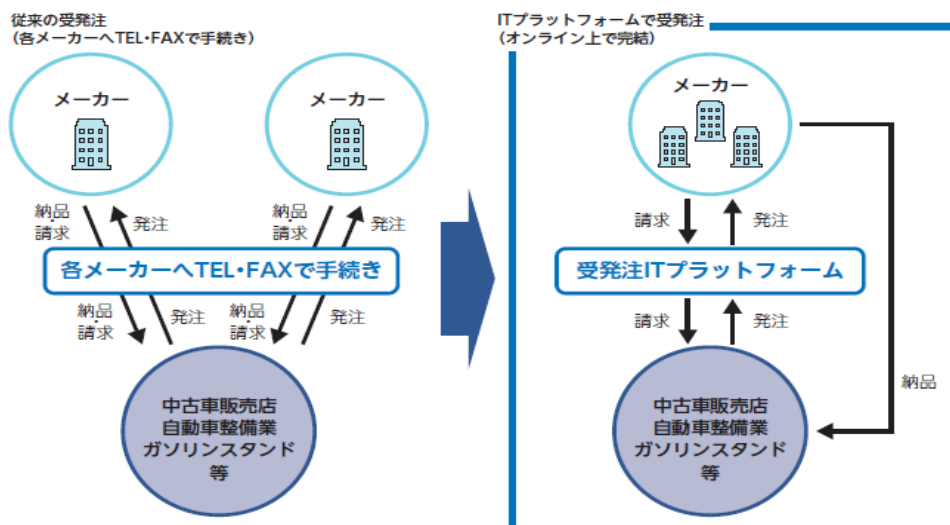 従来の受発注
(各メーカーへTEL・FAXで手続き)
メーカー
メーカー
納品・請求
発注
納品・請求
発注
各メーカーへTEL・FAXで手続き
納品・請求
発注
納品・請求
発注
中古車販売店
自動車整備業
ガソリンスタンド
等
ITプラットフォームで受発注
(オンライン上で完結)
メーカー
請求
発注
受発注ITプラットフォーム
請求
発注
納品
中古車販売店
自動車整備業
ガソリンスタンド
等